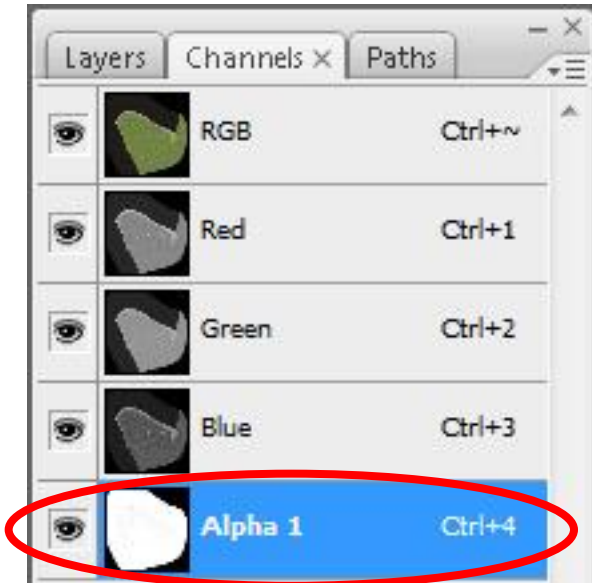 Layers Channels × Paths
RGB Ctrl+~
Red Ctrl+1
Green Ctrl+2
Blue Ctrl+3
Alpha 1 Ctrl+4